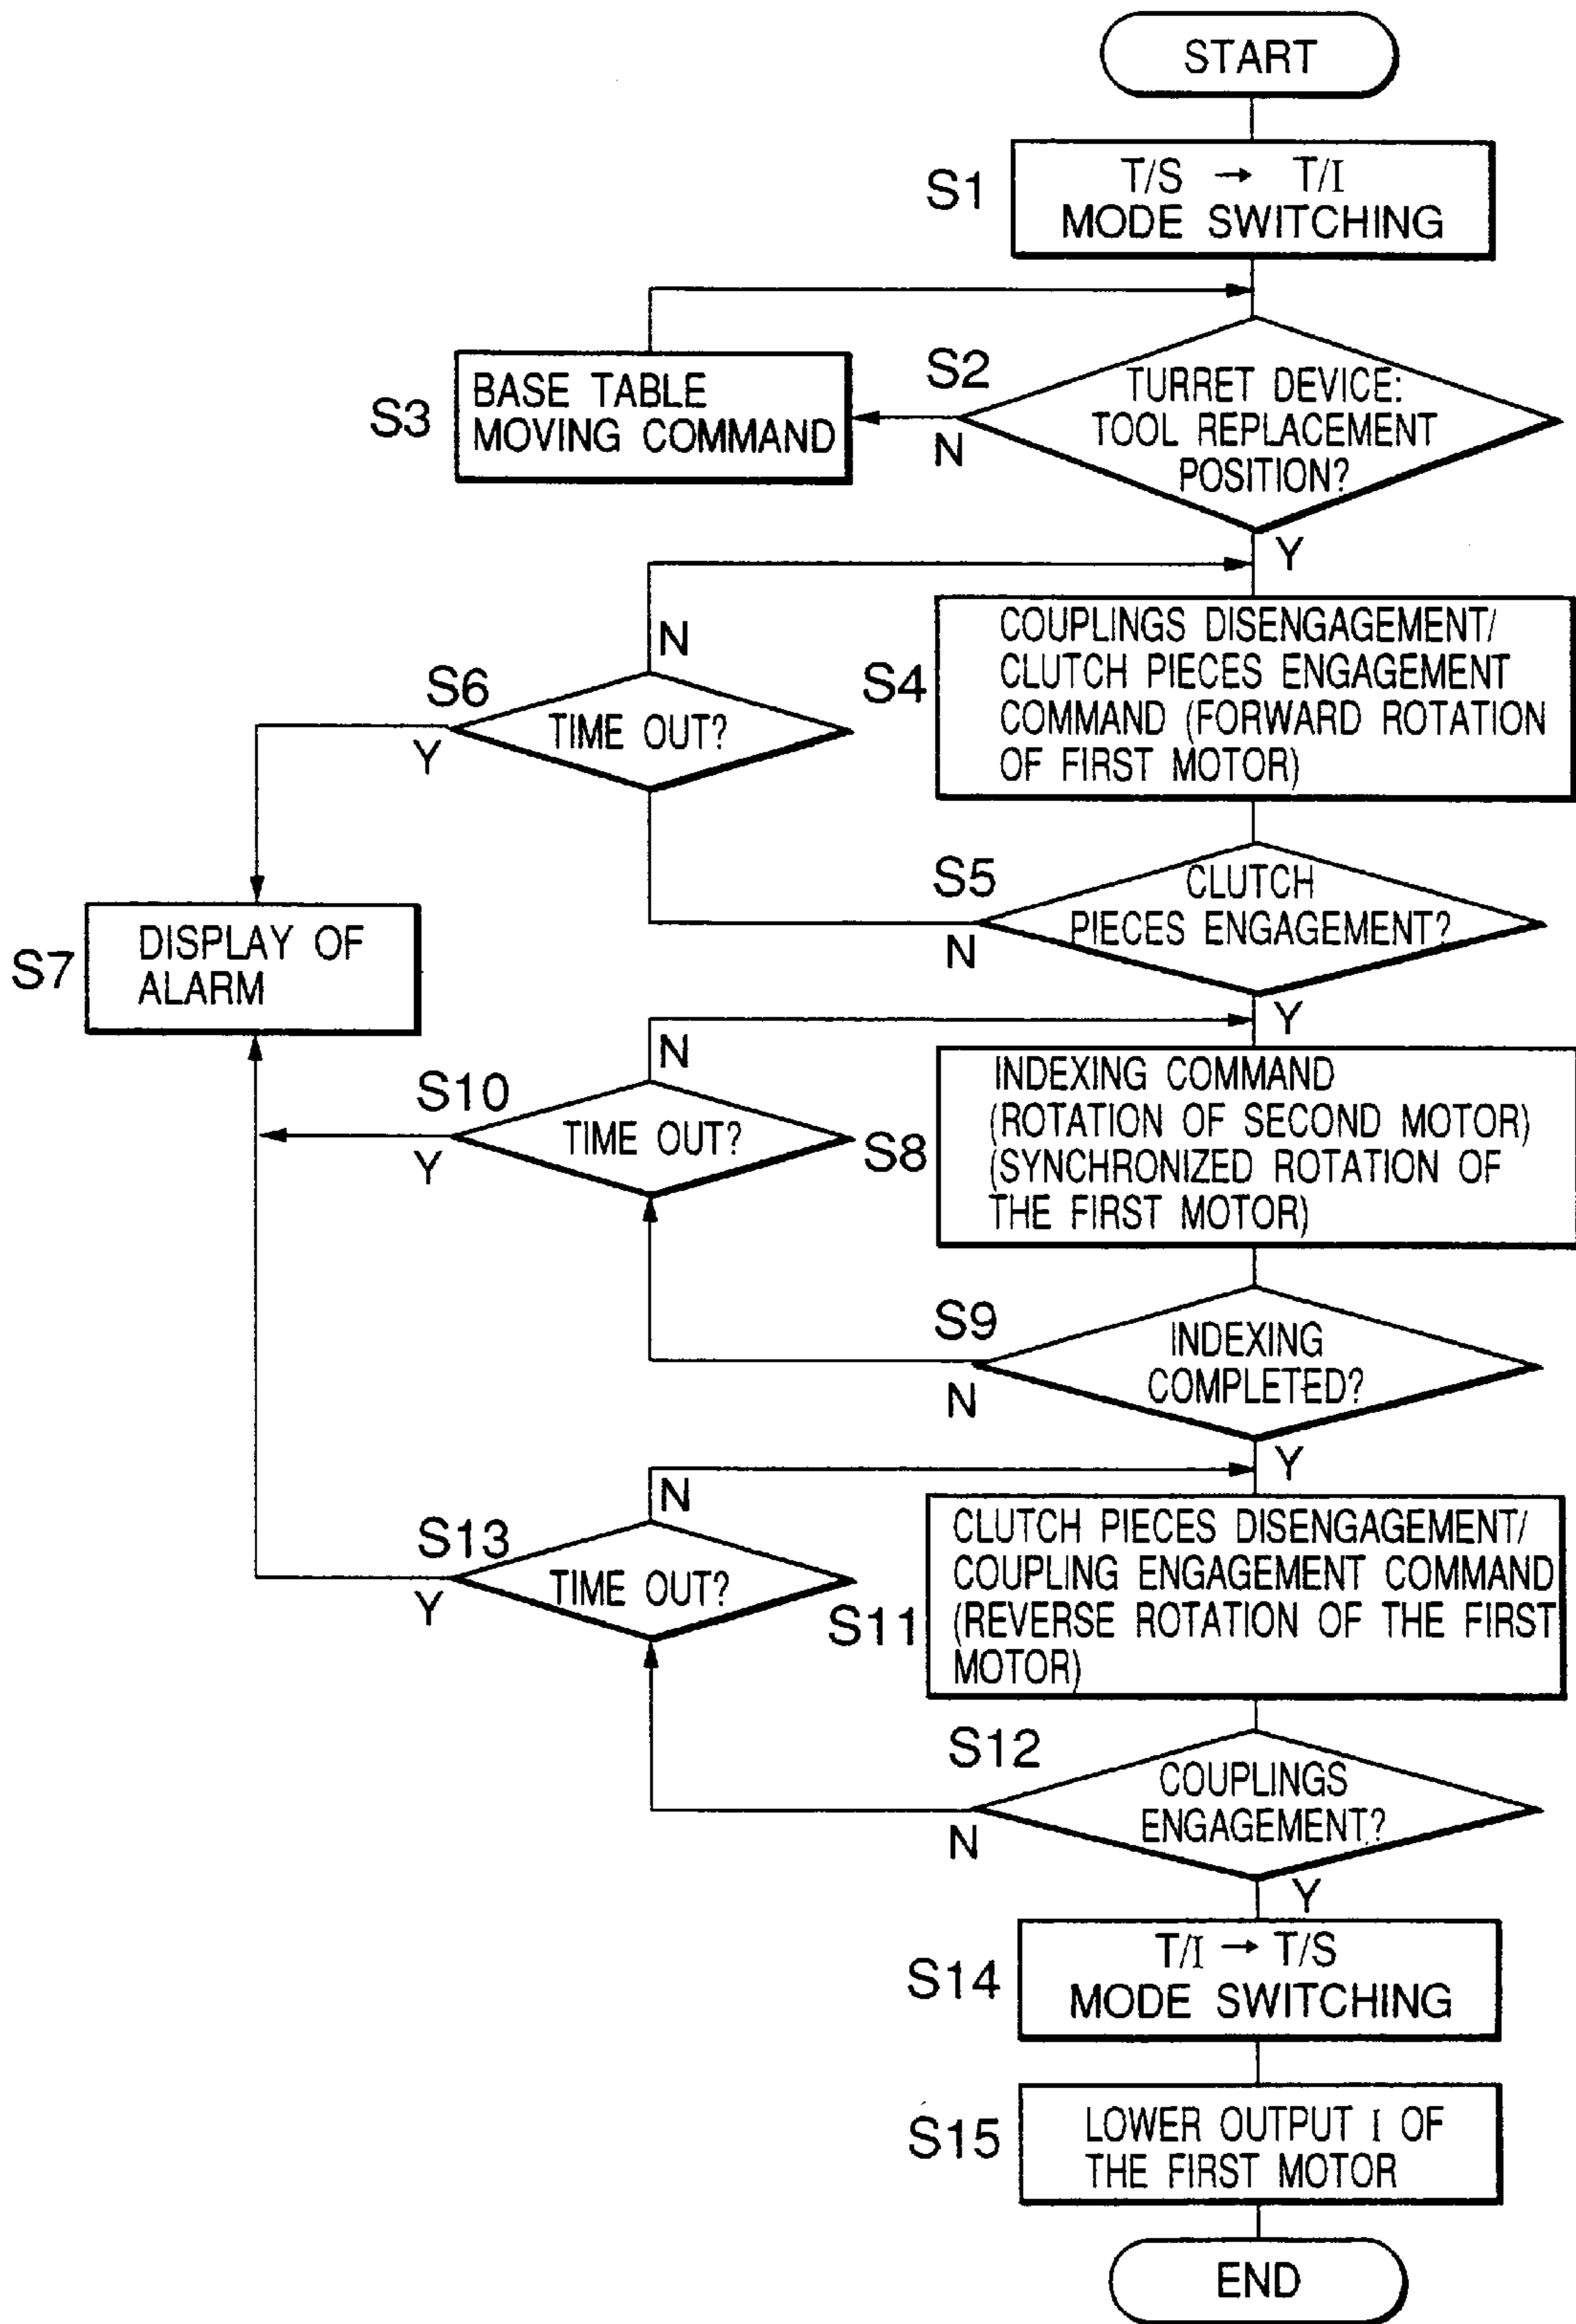 START
S1
T/S → T/I
MODE SWITCHING
S2
TURRET DEVICE:
TOOL REPLACEMENT
POSITION?
N
Y
S3
BASE TABLE
MOVING COMMAND
S4
COUPLINGS DISENGAGEMENT/
CLUTCH PIECES ENGAGEMENT
COMMAND (FORWARD ROTATION
OF FIRST MOTOR)
S5
CLUTCH
PIECES ENGAGEMENT?
N
Y
S6
TIME OUT?
N
Y
S7
DISPLAY OF
ALARM
S8
INDEXING COMMAND
(ROTATION OF SECOND MOTOR)
(SYNCHRONIZED ROTATION OF
THE FIRST MOTOR)
S9
INDEXING
COMPLETED?
N
Y
S10
TIME OUT?
N
Y
S11
CLUTCH PIECES DISENGAGEMENT/
COUPLING ENGAGEMENT COMMAND
(REVERSE ROTATION OF THE FIRST
MOTOR)
S12
COUPLINGS
ENGAGEMENT?
N
Y
S13
TIME OUT?
N
Y
S14
T/I → T/S
MODE SWITCHING
S15
LOWER OUTPUT I OF
THE FIRST MOTOR
END